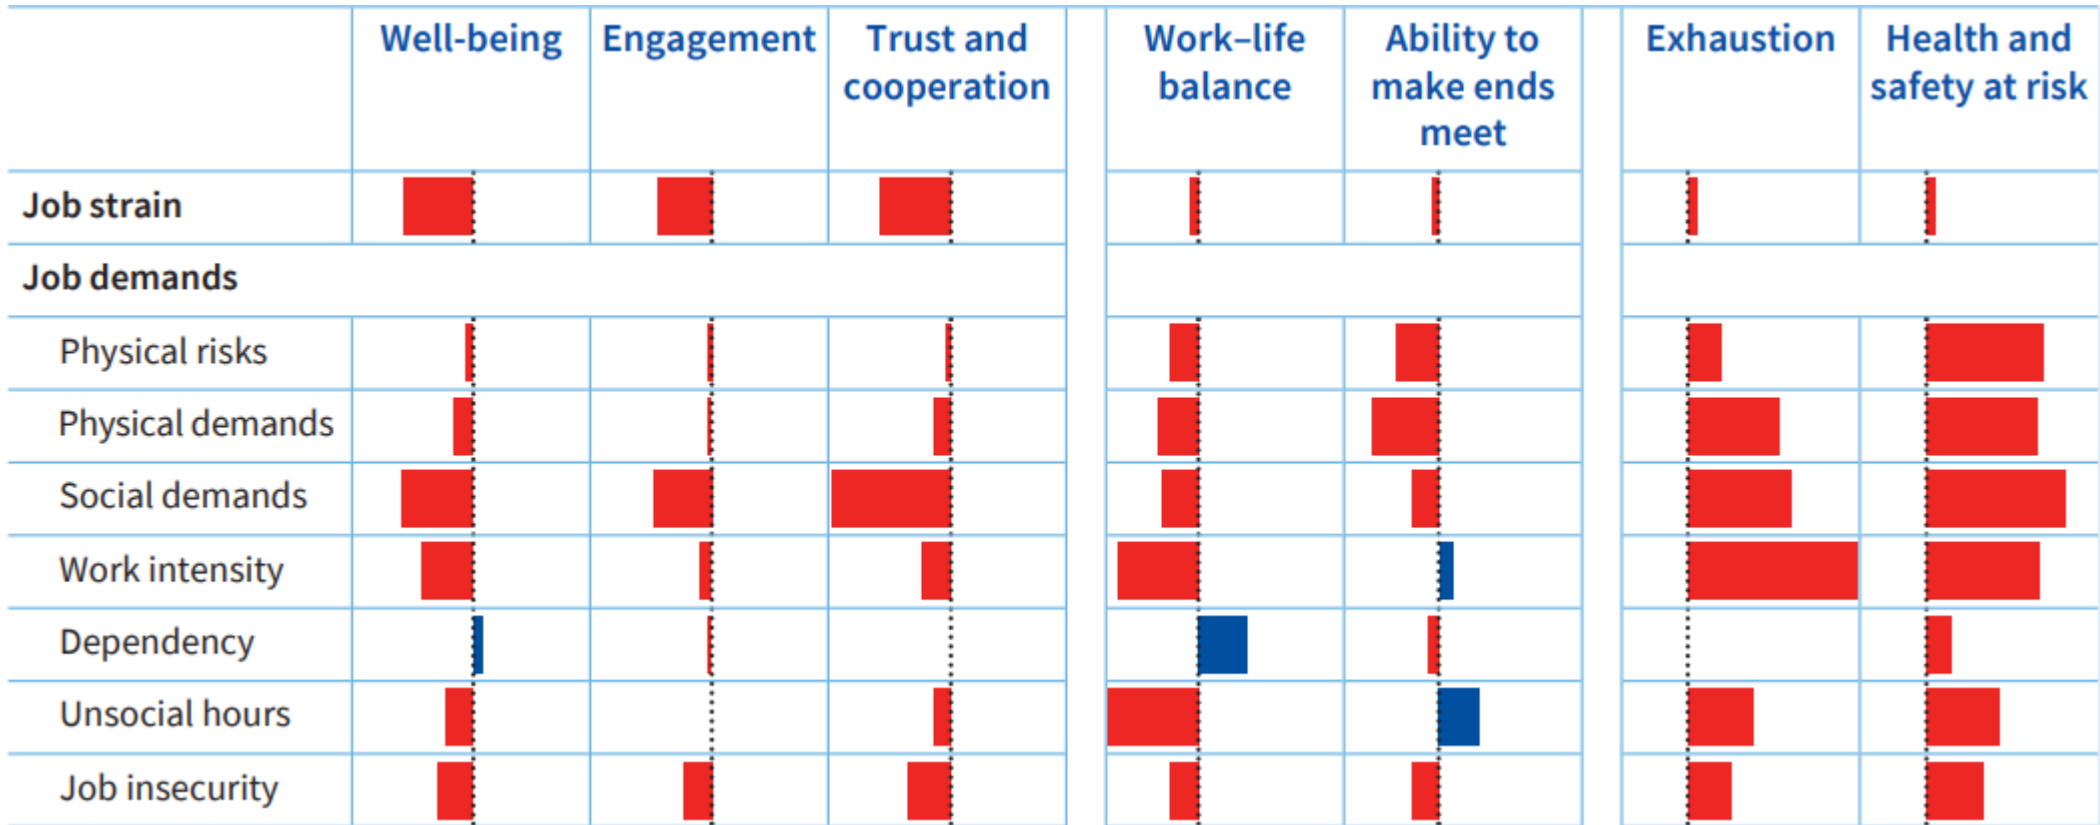 Well-being
Engagement
Trust and
cooperation
Work–life
balance
Ability to
make ends
meet
Exhaustion
Health and
safety at risk
Job strain
Job demands
Physical risks
Physical demands
Social demands
Work intensity
Dependency
Unsocial hours
Job insecurity